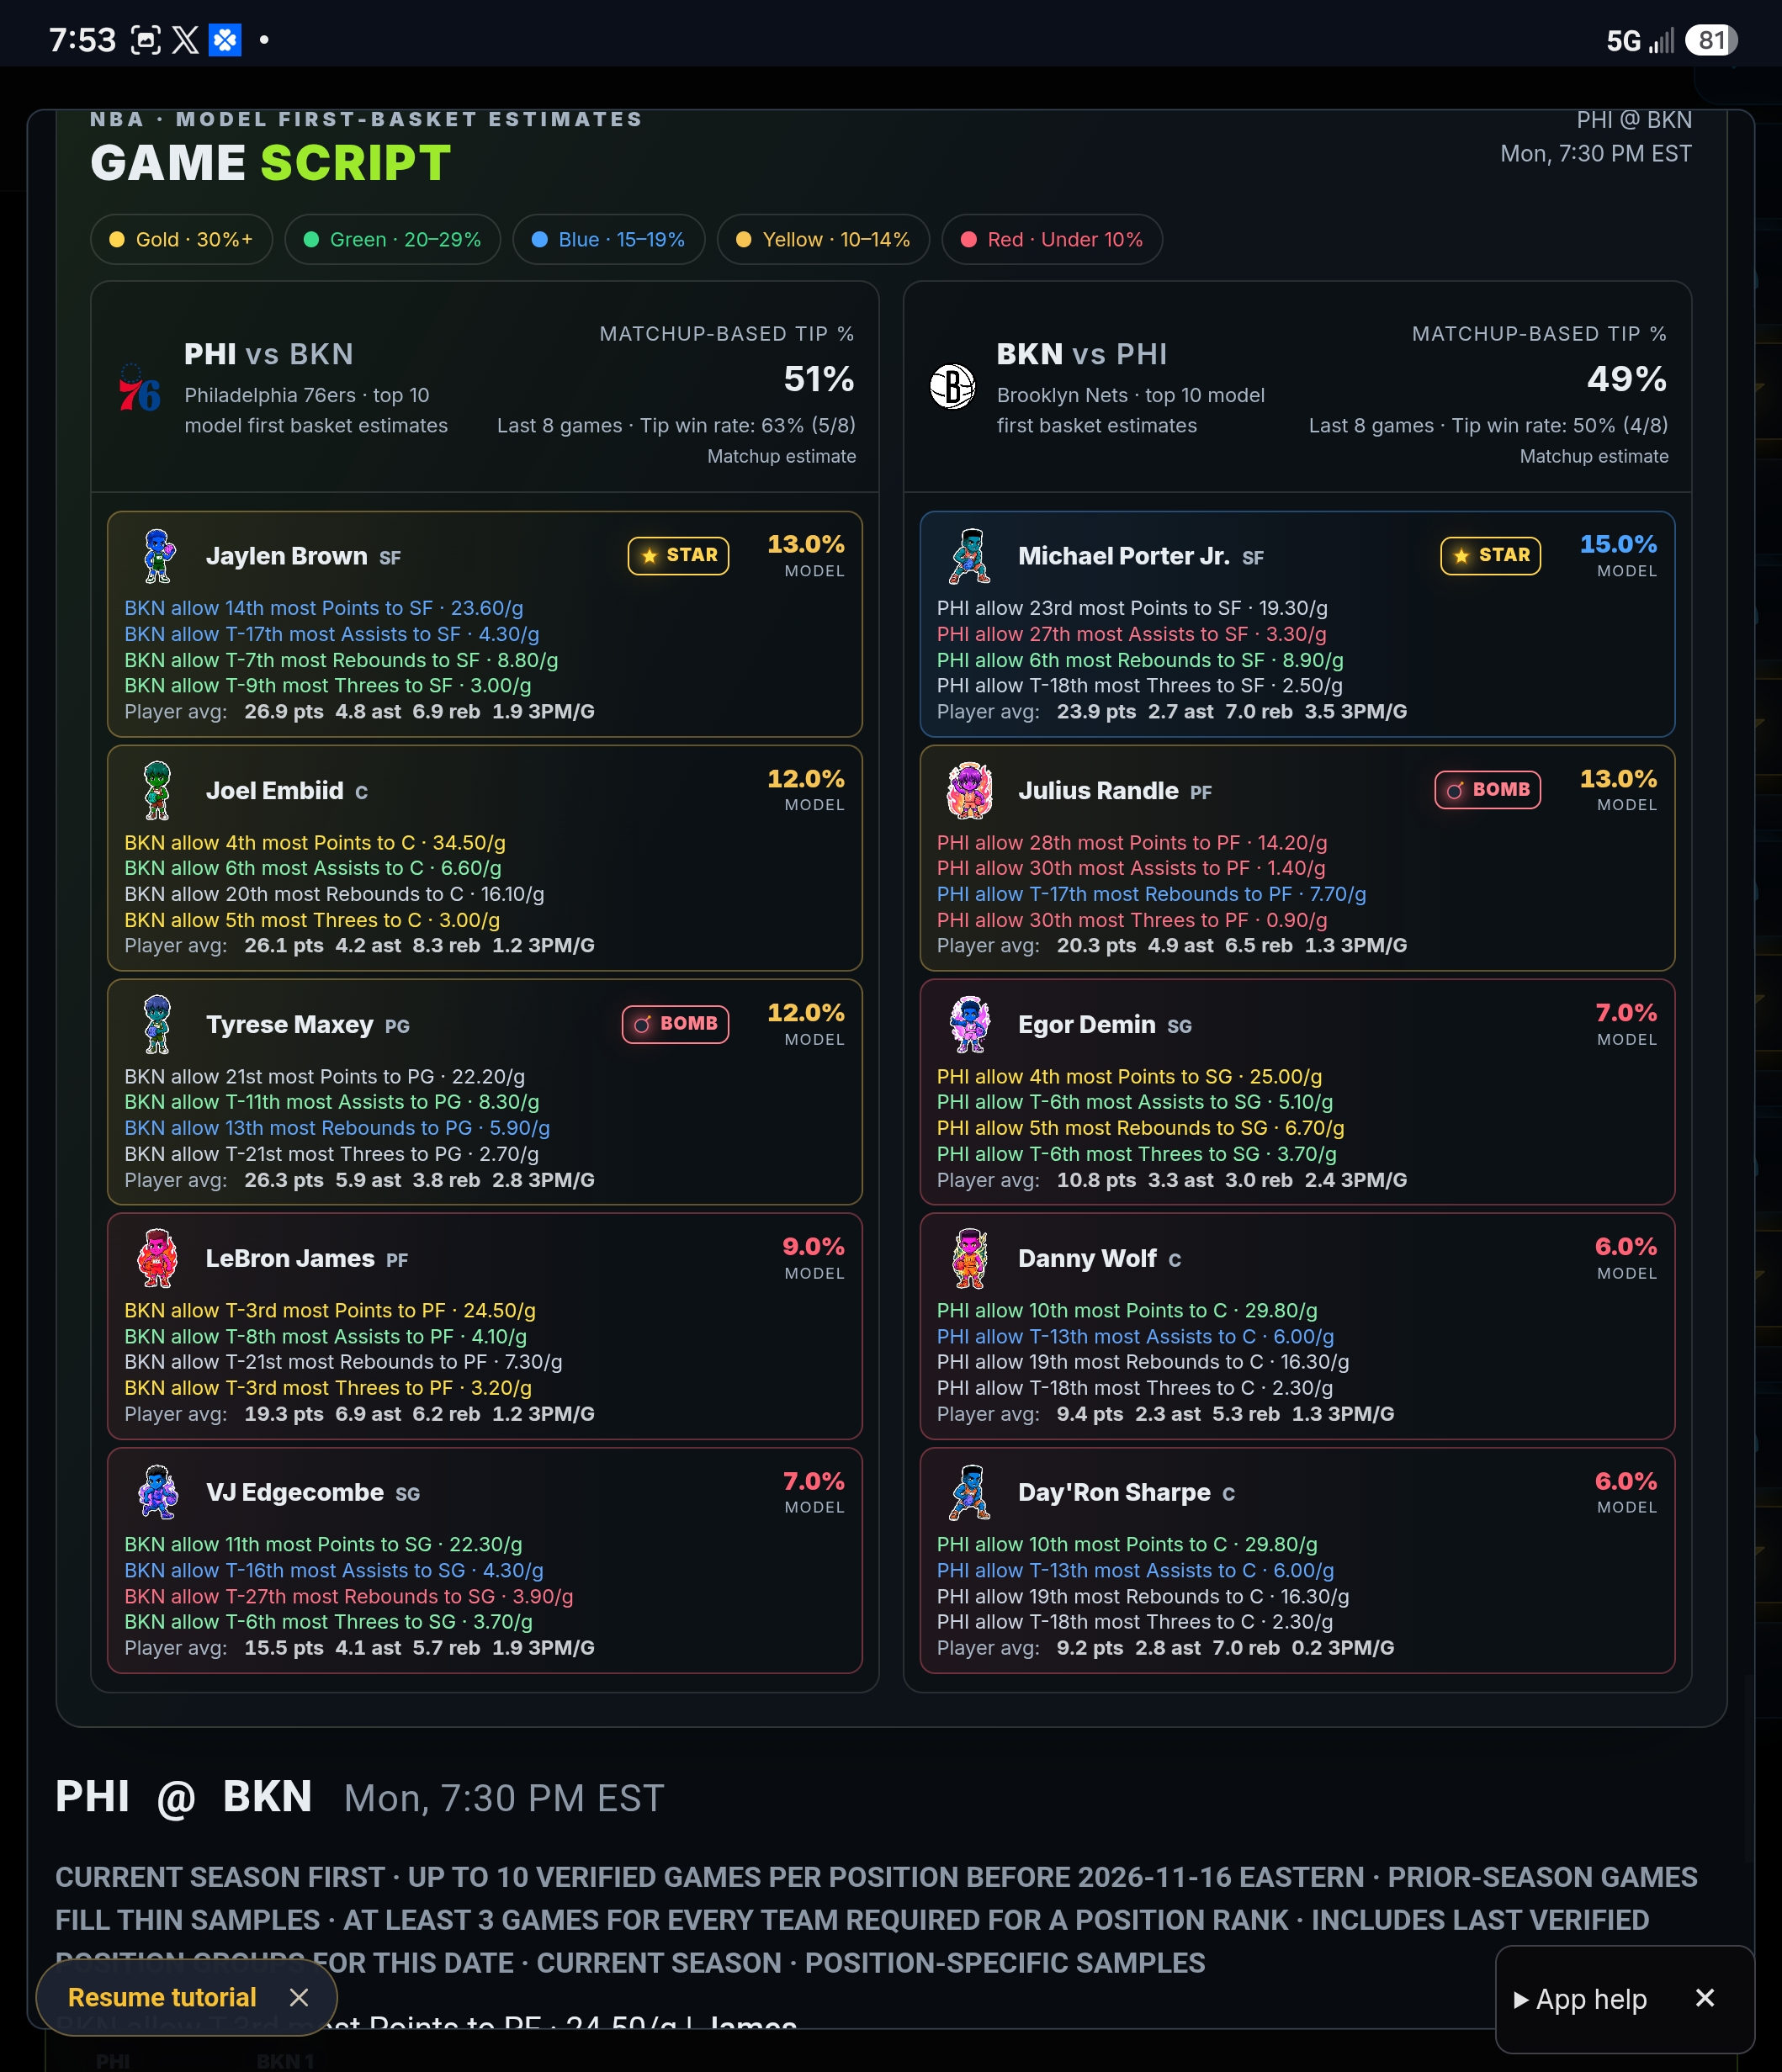 7:53
5G 81
NBA · MODEL FIRST-BASKET ESTIMATES
GAME SCRIPT
PHI @ BKN
Mon, 7:30 PM EST
Gold · 30%+
Green · 20–29%
Blue · 15–19%
Yellow · 10–14%
Red · Under 10%
76
PHI vs BKN
Philadelphia 76ers · top 10
model first basket estimates
MATCHUP-BASED TIP %
51%
Last 8 games · Tip win rate: 63% (5/8)
Matchup estimate
Jaylen Brown SF
STAR
13.0%
MODEL
BKN allow 14th most Points to SF · 23.60/g
BKN allow T-17th most Assists to SF · 4.30/g
BKN allow T-7th most Rebounds to SF · 8.80/g
BKN allow T-9th most Threes to SF · 3.00/g
Player avg: 26.9 pts 4.8 ast 6.9 reb 1.9 3PM/G
Joel Embiid C
12.0%
MODEL
BKN allow 4th most Points to C · 34.50/g
BKN allow 6th most Assists to C · 6.60/g
BKN allow 20th most Rebounds to C · 16.10/g
BKN allow 5th most Threes to C · 3.00/g
Player avg: 26.1 pts 4.2 ast 8.3 reb 1.2 3PM/G
Tyrese Maxey PG
BOMB
12.0%
MODEL
BKN allow 21st most Points to PG · 22.20/g
BKN allow T-11th most Assists to PG · 8.30/g
BKN allow 13th most Rebounds to PG · 5.90/g
BKN allow T-21st most Threes to PG · 2.70/g
Player avg: 26.3 pts 5.9 ast 3.8 reb 2.8 3PM/G
LeBron James PF
9.0%
MODEL
BKN allow T-3rd most Points to PF · 24.50/g
BKN allow T-8th most Assists to PF · 4.10/g
BKN allow T-21st most Rebounds to PF · 7.30/g
BKN allow T-3rd most Threes to PF · 3.20/g
Player avg: 19.3 pts 6.9 ast 6.2 reb 1.2 3PM/G
VJ Edgecombe SG
7.0%
MODEL
BKN allow 11th most Points to SG · 22.30/g
BKN allow T-16th most Assists to SG · 4.30/g
BKN allow T-27th most Rebounds to SG · 3.90/g
BKN allow T-6th most Threes to SG · 3.70/g
Player avg: 15.5 pts 4.1 ast 5.7 reb 1.9 3PM/G
B
BKN vs PHI
Brooklyn Nets · top 10 model
first basket estimates
MATCHUP-BASED TIP %
49%
Last 8 games · Tip win rate: 50% (4/8)
Matchup estimate
Michael Porter Jr. SF
STAR
15.0%
MODEL
PHI allow 23rd most Points to SF · 19.30/g
PHI allow 27th most Assists to SF · 3.30/g
PHI allow 6th most Rebounds to SF · 8.90/g
PHI allow T-18th most Threes to SF · 2.50/g
Player avg: 23.9 pts 2.7 ast 7.0 reb 3.5 3PM/G
Julius Randle PF
BOMB
13.0%
MODEL
PHI allow 28th most Points to PF · 14.20/g
PHI allow 30th most Assists to PF · 1.40/g
PHI allow T-17th most Rebounds to PF · 7.70/g
PHI allow 30th most Threes to PF · 0.90/g
Player avg: 20.3 pts 4.9 ast 6.5 reb 1.3 3PM/G
Egor Demin SG
7.0%
MODEL
PHI allow 4th most Points to SG · 25.00/g
PHI allow T-6th most Assists to SG · 5.10/g
PHI allow 5th most Rebounds to SG · 6.70/g
PHI allow T-6th most Threes to SG · 3.70/g
Player avg: 10.8 pts 3.3 ast 3.0 reb 2.4 3PM/G
Danny Wolf C
6.0%
MODEL
PHI allow 10th most Points to C · 29.80/g
PHI allow T-13th most Assists to C · 6.00/g
PHI allow 19th most Rebounds to C · 16.30/g
PHI allow T-18th most Threes to C · 2.30/g
Player avg: 9.4 pts 2.3 ast 5.3 reb 1.3 3PM/G
Day'Ron Sharpe C
6.0%
MODEL
PHI allow 10th most Points to C · 29.80/g
PHI allow T-13th most Assists to C · 6.00/g
PHI allow 19th most Rebounds to C · 16.30/g
PHI allow T-18th most Threes to C · 2.30/g
Player avg: 9.2 pts 2.8 ast 7.0 reb 0.2 3PM/G
PHI @ BKN Mon, 7:30 PM EST
CURRENT SEASON FIRST · UP TO 10 VERIFIED GAMES PER POSITION BEFORE 2026-11-16 EASTERN · PRIOR-SEASON GAMES
FILL THIN SAMPLES · AT LEAST 3 GAMES FOR EVERY TEAM REQUIRED FOR A POSITION RANK · INCLUDES LAST VERIFIED
POSITION GROUPS FOR THIS DATE · CURRENT SEASON · POSITION-SPECIFIC SAMPLES
BKN allow T-3rd most Points to PF · 24.50/g | James
Resume tutorial
App help
PHI BKN 1